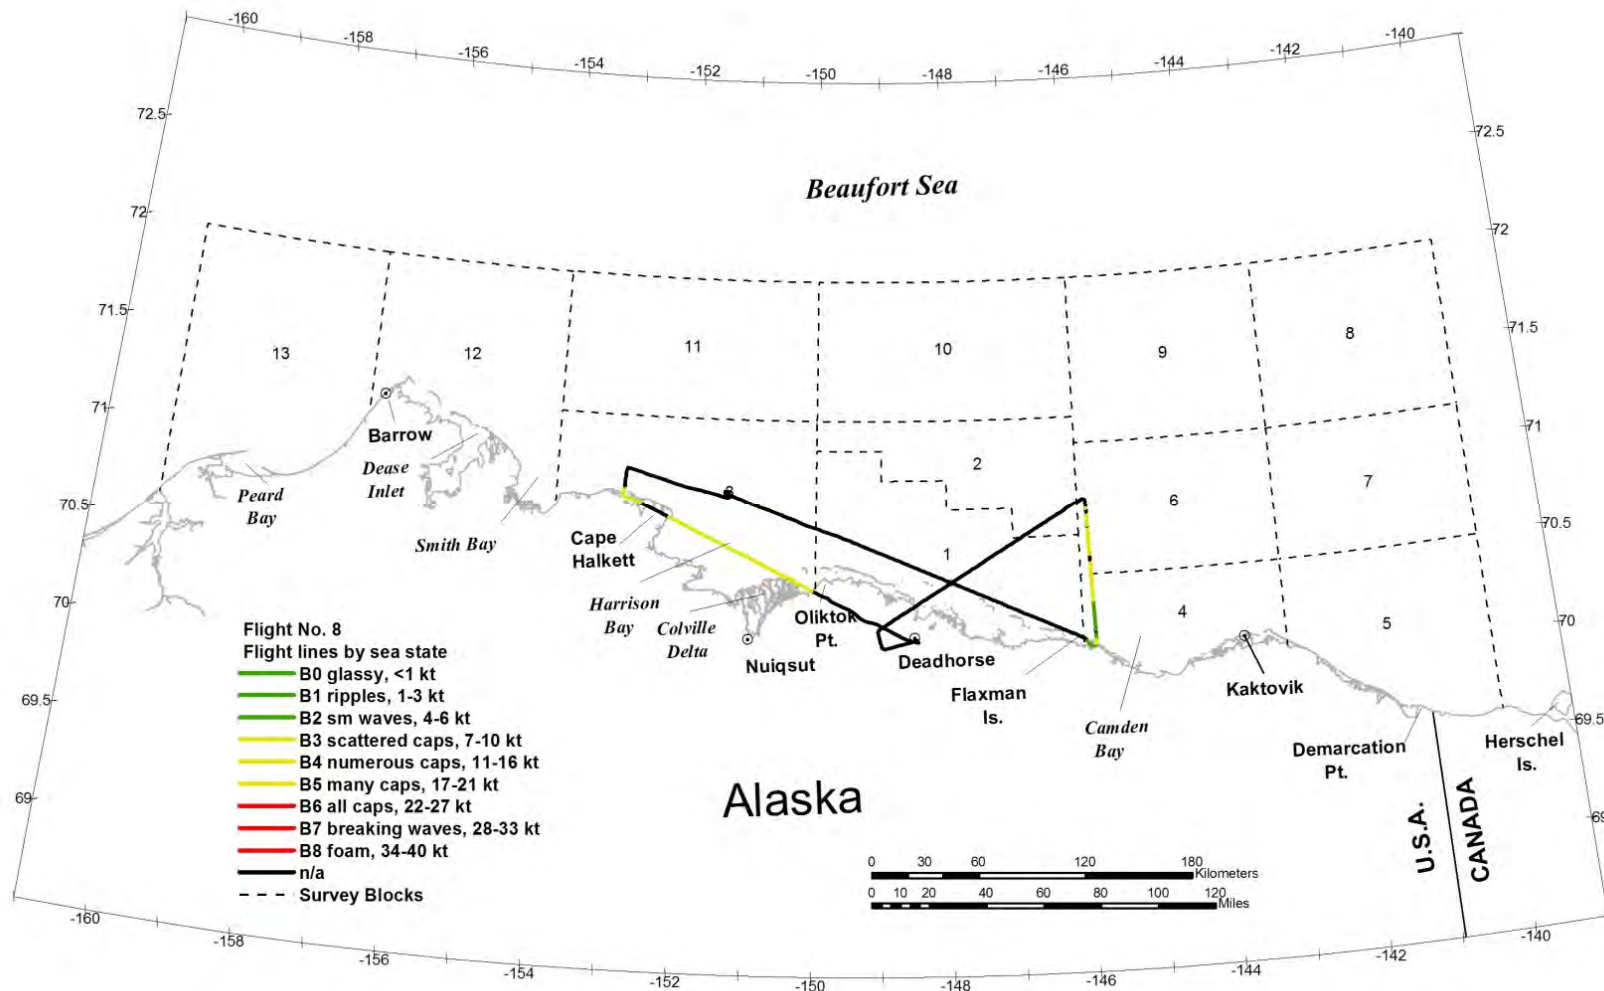 -160
-158
-156
-154
-152
-150
-148
-146
-144
-142
-140
72.5
72.5
72
72
71.5
71.5
71
71
70.5
70.5
70
70
69.5
69.5
69
69
Beaufort Sea
13
12
11
10
9
8
2
6
7
1
4
5
Barrow
Dease
Inlet
Peard
Bay
Smith Bay
Cape
Halkett
Harrison
Bay
Colville
Delta
Oliktok
Pt.
Nuiqsut
Deadhorse
Flaxman
Is.
Camden
Bay
Kaktovik
Demarcation
Pt.
Herschel
Is.
Alaska
U.S.A.
CANADA
Flight No. 8
Flight lines by sea state
B0 glassy, <1 kt
B1 ripples, 1-3 kt
B2 sm waves, 4-6 kt
B3 scattered caps, 7-10 kt
B4 numerous caps, 11-16 kt
B5 many caps, 17-21 kt
B6 all caps, 22-27 kt
B7 breaking waves, 28-33 kt
B8 foam, 34-40 kt
n/a
Survey Blocks
0 30 60 120 180
Kilometers
0 10 20 40 60 80 100 120
Miles
-160
-158
-156
-154
-152
-150
-148
-146
-144
-142
-140